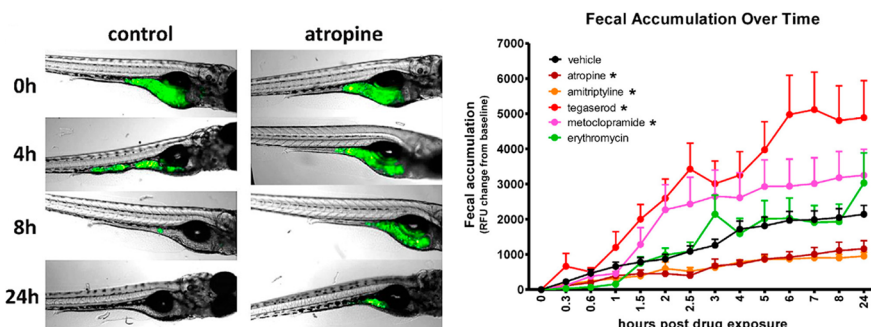 control
atropine
0h
4h
8h
24h
Fecal Accumulation Over Time
Fecal accumulation
(RFU change from baseline)
7000
6000
5000
4000
3000
2000
1000
0
vehicle
atropine *
amitriptyline *
tegaserod *
metoclopramide *
erythromycin
0 0.3 0.6 1 1.5 2 2.5 3 4 5 6 7 8 24
hours post drug exposure